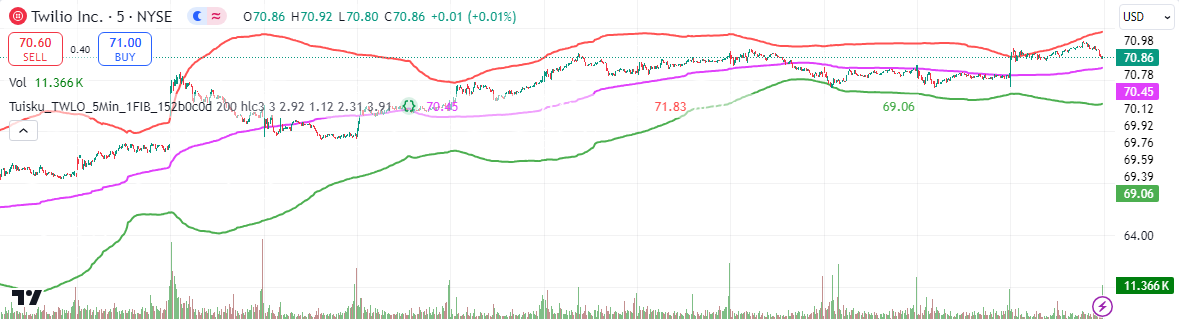 Twilio Inc. · 5 · NYSE O70.86 H70.92 L70.80 C70.86 +0.01 (+0.01%)
USD
70.60 SELL
0.40
71.00 BUY
Vol 11.366 K
Tuisku_TWLO_5Min_1FIB_152b0c0d 200 hlc3 3 2.92 1.12 2.31 3.91 70.45 71.83 69.06
70.98
70.86
70.78
70.45
70.12
69.92
69.76
69.59
69.39
69.06
64.00
11.366 K